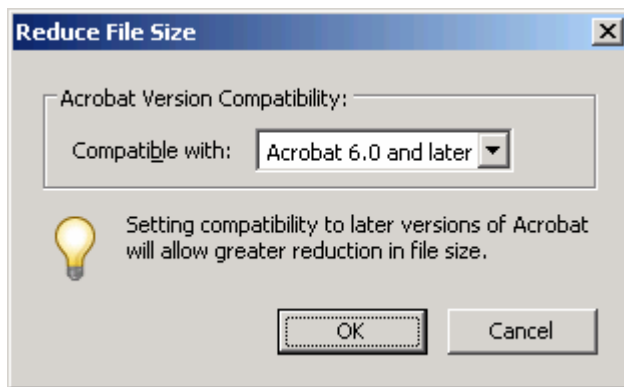 Reduce File Size
Acrobat Version Compatibility:
Compatible with: Acrobat 6.0 and later
Setting compatibility to later versions of Acrobat
will allow greater reduction in file size.
OK Cancel